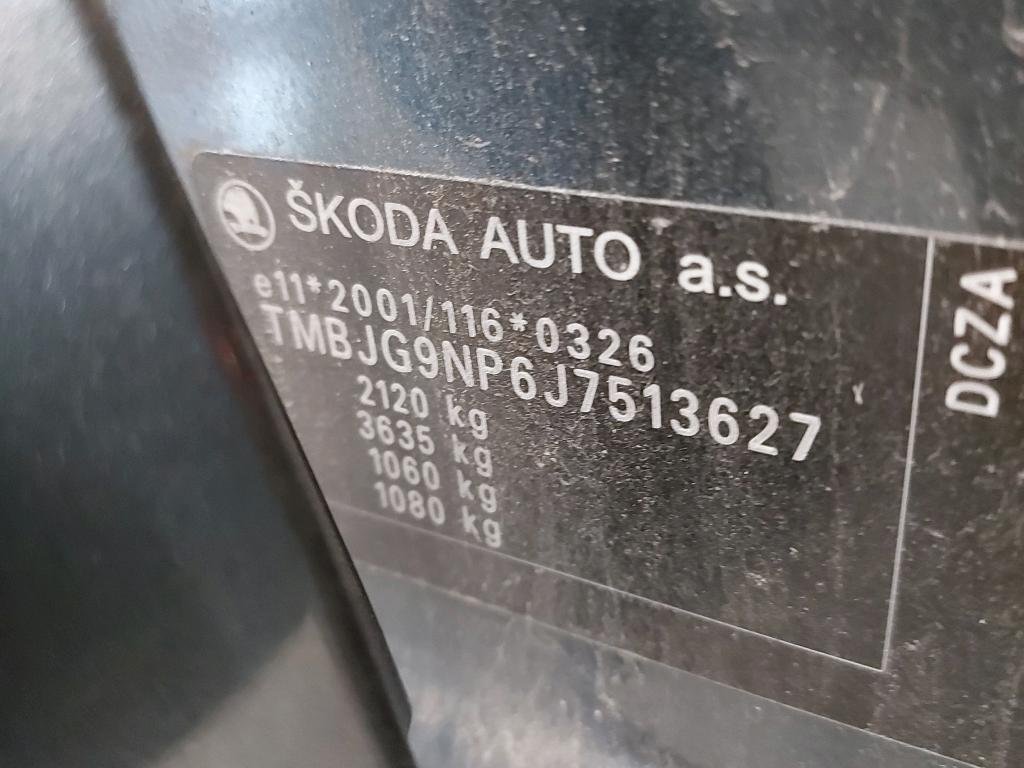 ŠKODA AUTO a.s.
e11*2001/116*0326
TMBJG9NP6J7513627
2120 kg
3635 kg
1060 kg
1080 kg
DCZA